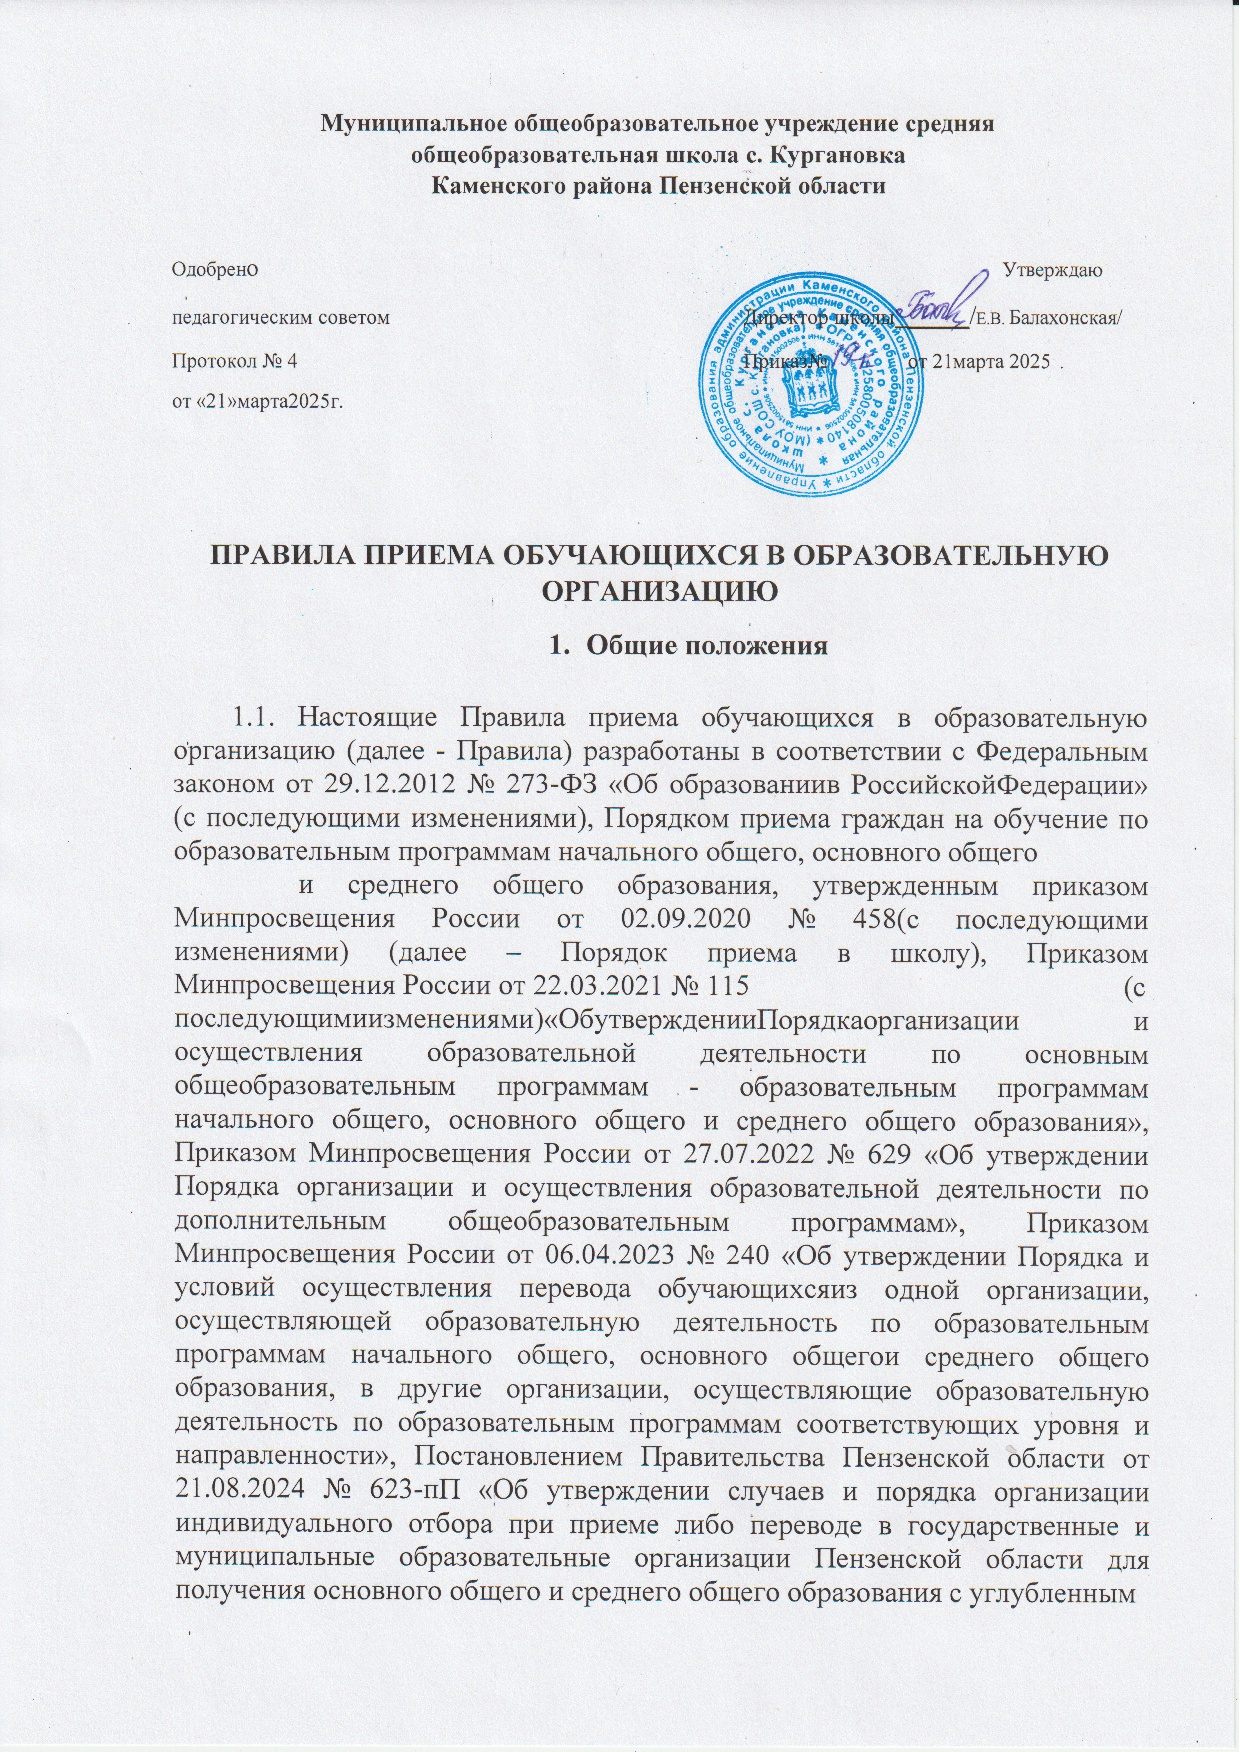 Муниципальное общеобразовательное учреждение средняя
общеобразовательная школа с. Кургановка
Каменского района Пензенской области
Одобрено
Утверждаю
педагогическим советом
Директор школы________/Е.В. Балахонская/
Протокол № 4
Приказ№ от 21марта 2025 .
от «21»марта2025г.
ПРАВИЛА ПРИЕМА ОБУЧАЮЩИХСЯ В ОБРАЗОВАТЕЛЬНУЮ
ОРГАНИЗАЦИЮ
1. Общие положения
1.1. Настоящие Правила приема обучающихся в образовательную
организацию (далее - Правила) разработаны в соответствии с Федеральным
законом от 29.12.2012 № 273-ФЗ «Об образованиив РоссийскойФедерации»
(с последующими изменениями), Порядком приема граждан на обучение по
образовательным программам начального общего, основного общего
и среднего общего образования, утвержденным приказом
Минпросвещения России от 02.09.2020 № 458(с последующими
изменениями) (далее – Порядок приема в школу), Приказом
Минпросвещения России от 22.03.2021 № 115 (с
последующимиизменениями)«ОбутвержденииПорядкаорганизации и
осуществления образовательной деятельности по основным
общеобразовательным программам - образовательным программам
начального общего, основного общего и среднего общего образования»,
Приказом Минпросвещения России от 27.07.2022 № 629 «Об утверждении
Порядка организации и осуществления образовательной деятельности по
дополнительным общеобразовательным программам», Приказом
Минпросвещения России от 06.04.2023 № 240 «Об утверждении Порядка и
условий осуществления перевода обучающихсяиз одной организации,
осуществляющей образовательную деятельность по образовательным
программам начального общего, основного общегои среднего общего
образования, в другие организации, осуществляющие образовательную
деятельность по образовательным программам соответствующих уровня и
направленности», Постановлением Правительства Пензенской области от
21.08.2024 № 623-пП «Об утверждении случаев и порядка организации
индивидуального отбора при приеме либо переводе в государственные и
муниципальные образовательные организации Пензенской области для
получения основного общего и среднего общего образования с углубленным